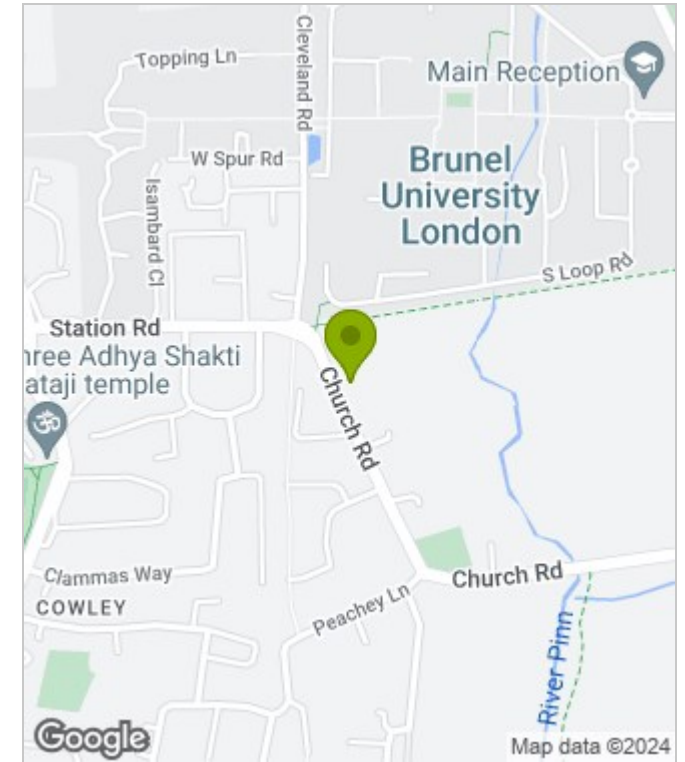 Topping Ln
Cleveland Rd
Main Reception
W Spur Rd
Brunel
University
London
Isambard Cl
S Loop Rd
Station Rd
hree Adhya Shakti
ataji temple
Church Rd
Clammas Way
COWLEY
Church Rd
Peachey Ln
River Pinn
Google
Map data ©2024